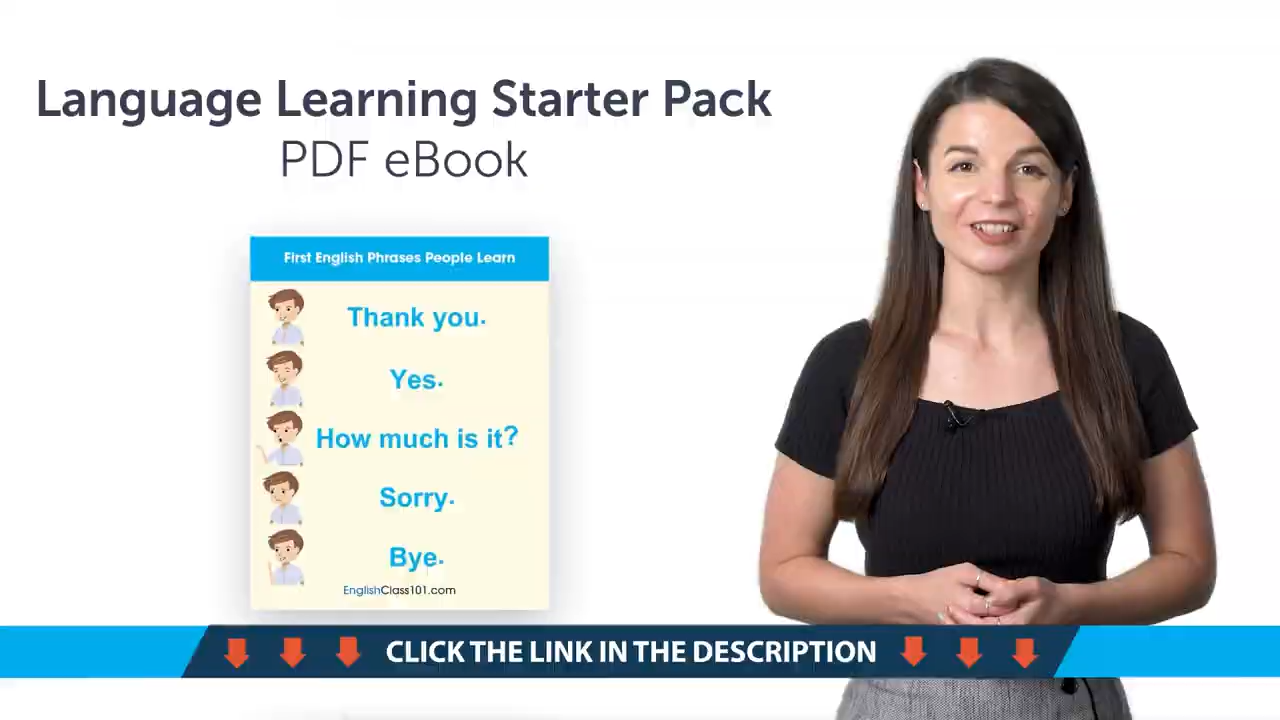 Language Learning Starter Pack
PDF eBook
First English Phrases People Learn
Thank you.
Yes.
How much is it?
Sorry.
Bye.
EnglishClass101.com
CLICK THE LINK IN THE DESCRIPTION